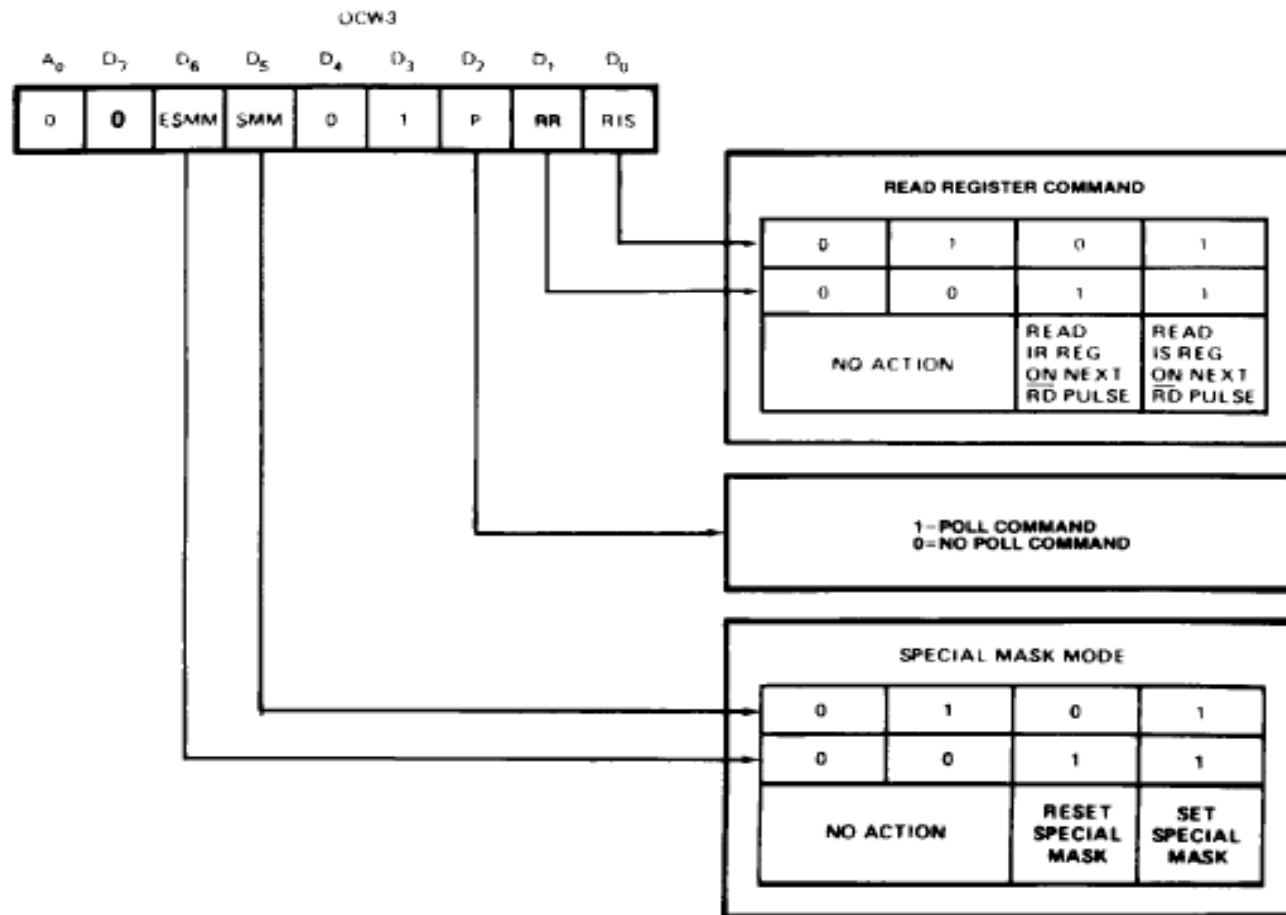 OCW3
A0 D7 D6 D5 D4 D3 D2 D1 D0
0 0 ESMM SMM 0 1 P RR RIS
READ REGISTER COMMAND
0 1 0 1
0 0 1 1
NO ACTION
READ
IR REG
ON NEXT
RD PULSE
READ
IS REG
ON NEXT
RD PULSE
1-POLL COMMAND
0=NO POLL COMMAND
SPECIAL MASK MODE
0 1 0 1
0 0 1 1
NO ACTION
RESET
SPECIAL
MASK
SET
SPECIAL
MASK